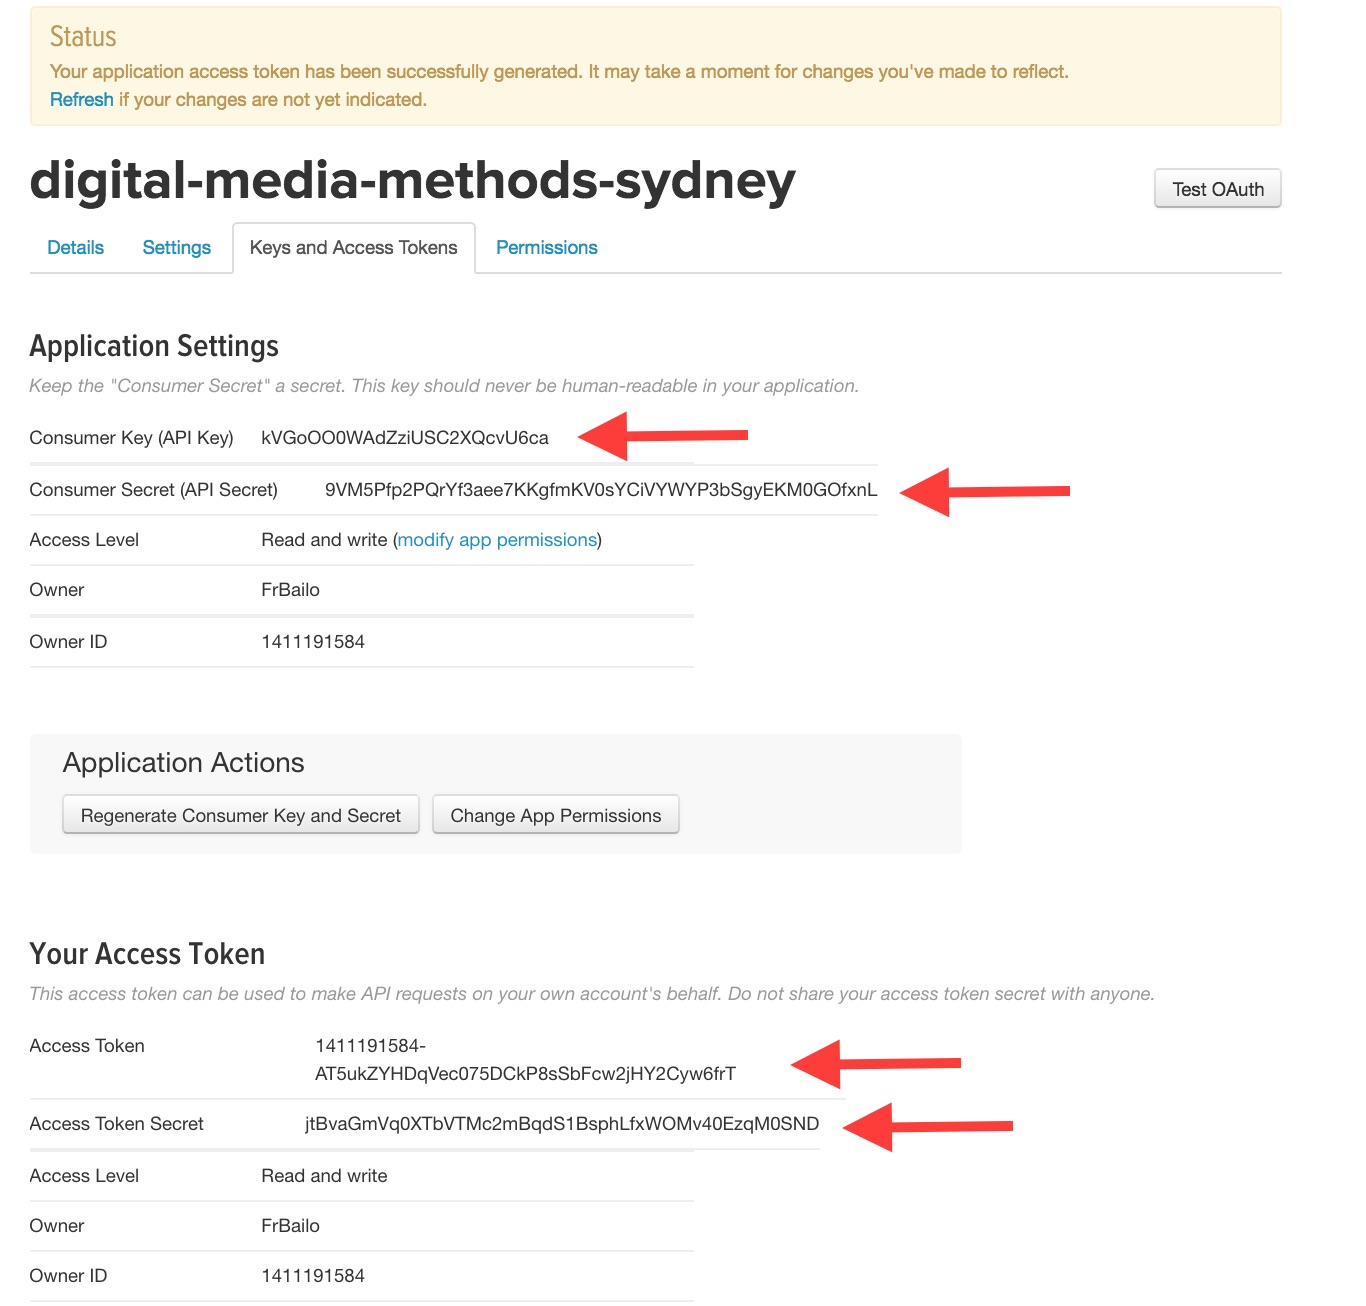 Status
Your application access token has been successfully generated. It may take a moment for changes you've made to reflect.
Refresh if your changes are not yet indicated.
digital-media-methods-sydney
Test OAuth
Details Settings Keys and Access Tokens Permissions
Application Settings
Keep the "Consumer Secret" a secret. This key should never be human-readable in your application.
Consumer Key (API Key) kVGoOO0WAdZziUSC2XQcvU6ca
Consumer Secret (API Secret) 9VM5Pfp2PQrYf3aee7KKgfmKV0sYCiVYWYP3bSgyEKM0GOfxnL
Access Level Read and write (modify app permissions)
Owner FrBailo
Owner ID 1411191584
Application Actions
Regenerate Consumer Key and Secret Change App Permissions
Your Access Token
This access token can be used to make API requests on your own account's behalf. Do not share your access token secret with anyone.
Access Token 1411191584-
AT5ukZYHDqVec075DCkP8sSbFcw2jHY2Cyw6frT
Access Token Secret jtBvaGmVq0XTbVTMc2mBqdS1BsphLfxWOMv40EzqM0SND
Access Level Read and write
Owner FrBailo
Owner ID 1411191584